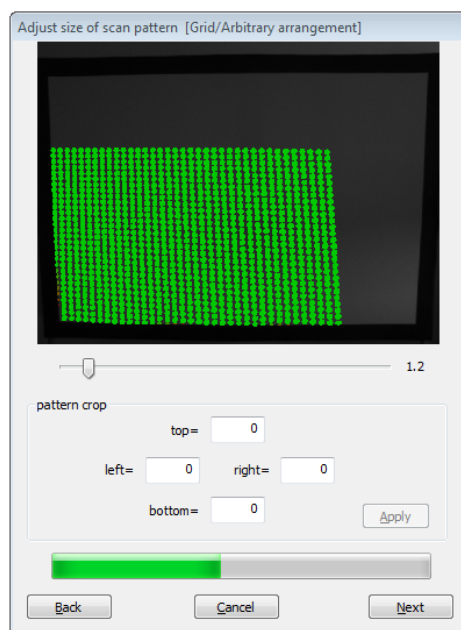 Adjust size of scan pattern [Grid/Arbitrary arrangement]
1.2
pattern crop
top= 0
left= 0 right= 0
bottom= 0
Apply
Back Cancel Next